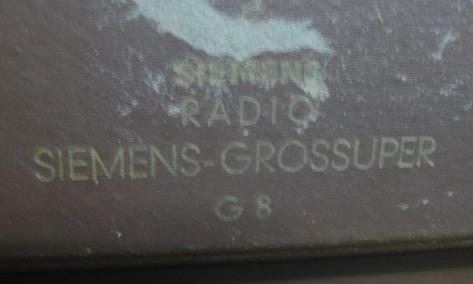 SIEMENS
RADIO
SIEMENS-GROSSUPER
G 8